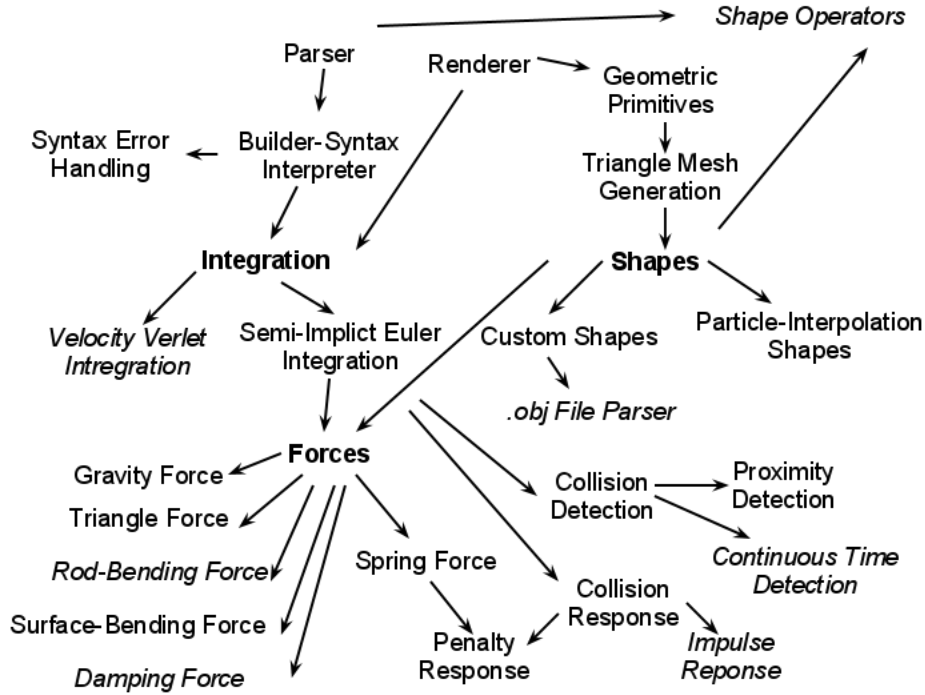 Shape Operators
Parser
Renderer
Geometric
Primitives
Syntax Error
Handling
Builder-Syntax
Interpreter
Triangle Mesh
Generation
Integration
Shapes
Velocity Verlet
Intregration
Semi-Implict Euler
Integration
Custom Shapes
Particle-Interpolation
Shapes
.obj File Parser
Forces
Gravity Force
Collision
Detection
Proximity
Detection
Triangle Force
Rod-Bending Force
Spring Force
Continuous Time
Detection
Surface-Bending Force
Collision
Response
Damping Force
Penalty
Response
Impulse
Reponse